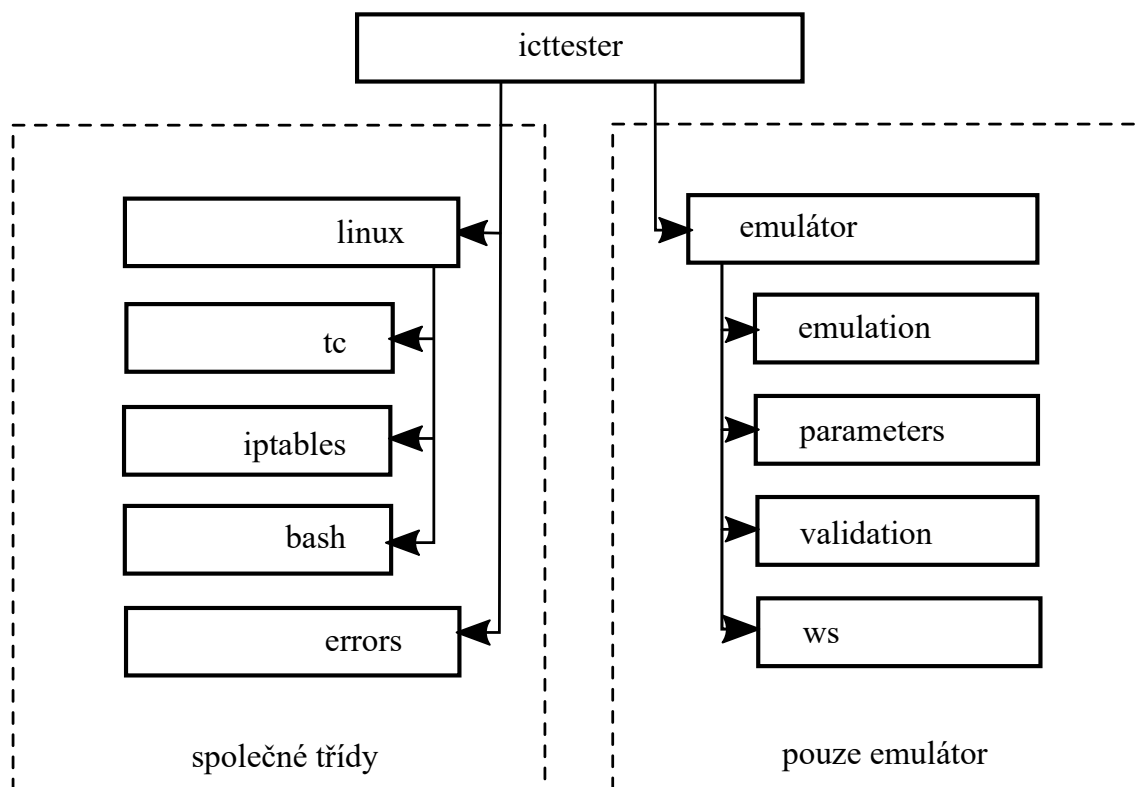 icttester
linux
tc
iptables
bash
errors
společné třídy
emulátor
emulation
parameters
validation
ws
pouze emulátor